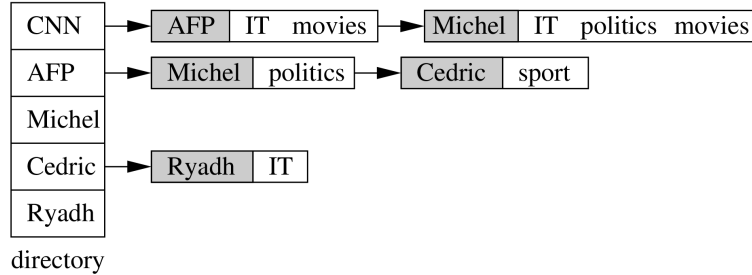 CNN AFP IT movies Michel IT politics movies
AFP Michel politics Cedric sport
Michel
Cedric Ryadh IT
Ryadh
directory